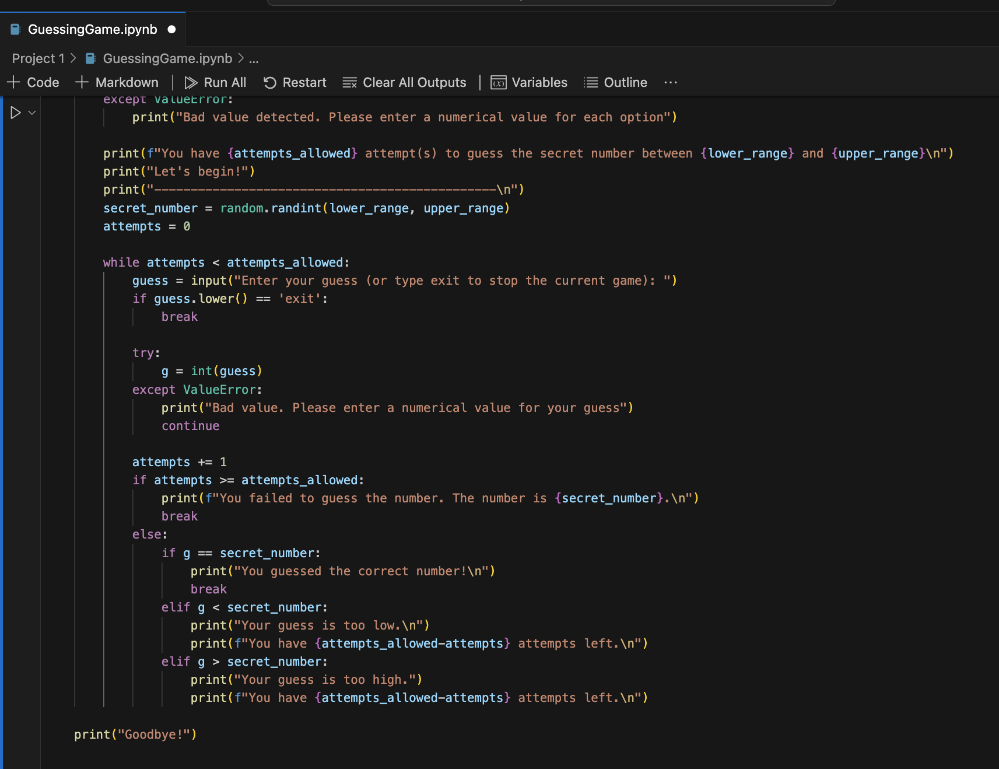 GuessingGame.ipynb
Project 1 > GuessingGame.ipynb > ...
+ Code + Markdown | Run All Restart Clear All Outputs | Variables Outline ...
except ValueError:
print("Bad value detected. Please enter a numerical value for each option")
print(f"You have {attempts_allowed} attempt(s) to guess the secret number between {lower_range} and {upper_range}\n")
print("Let's begin!")
print("-----------------------------------------------\n")
secret_number = random.randint(lower_range, upper_range)
attempts = 0
while attempts < attempts_allowed:
guess = input("Enter your guess (or type exit to stop the current game): ")
if guess.lower() == 'exit':
break
try:
g = int(guess)
except ValueError:
print("Bad value. Please enter a numerical value for your guess")
continue
attempts += 1
if attempts >= attempts_allowed:
print(f"You failed to guess the number. The number is {secret_number}.\n")
break
else:
if g == secret_number:
print("You guessed the correct number!\n")
break
elif g < secret_number:
print("Your guess is too low.\n")
print(f"You have {attempts_allowed-attempts} attempts left.\n")
elif g > secret_number:
print("Your guess is too high.")
print(f"You have {attempts_allowed-attempts} attempts left.\n")
print("Goodbye!")